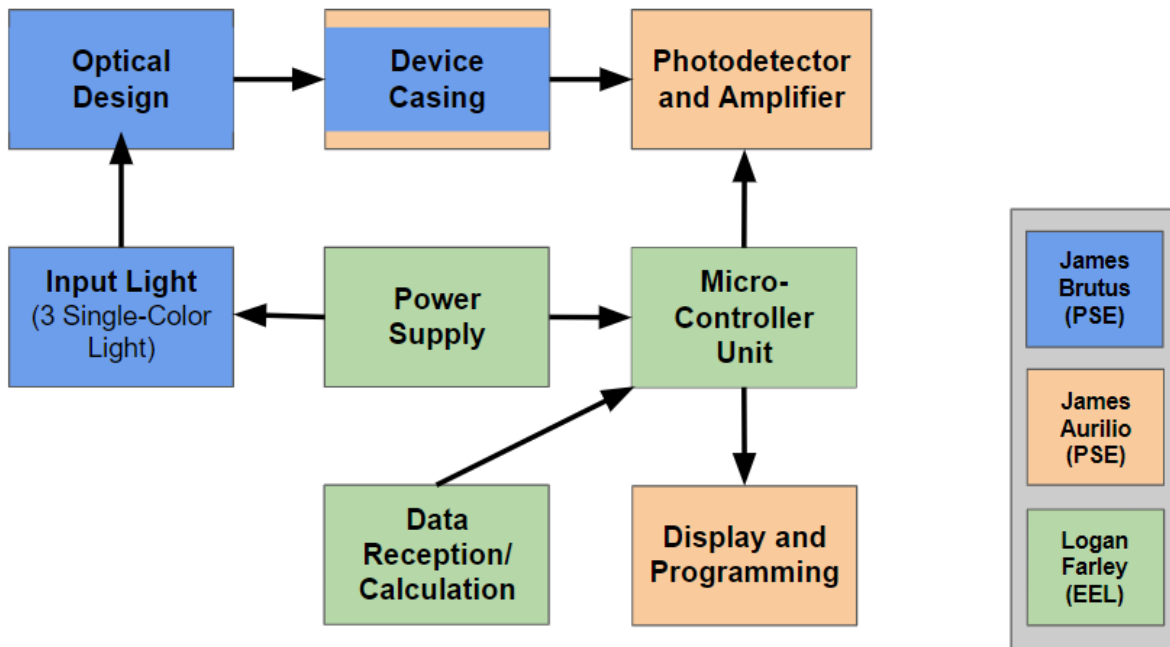 Optical
Design
Device
Casing
Photodetector
and Amplifier
Input Light
(3 Single-Color
Light)
Power
Supply
Micro-
Controller
Unit
Data
Reception/
Calculation
Display and
Programming
James
Brutus
(PSE)
James
Aurilio
(PSE)
Logan
Farley
(EEL)